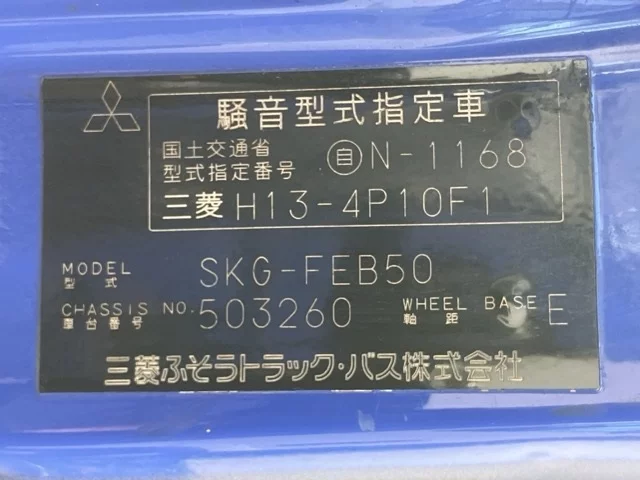 騒音型式指定車
国土交通省
型式指定番号 自N-1168
三菱 H13-4P10F1
MODEL SKG-FEB50
型式
CHASSIS NO. 503260 WHEEL BASE E
車台番号 軸距
三菱ふそうトラック・バス株式会社